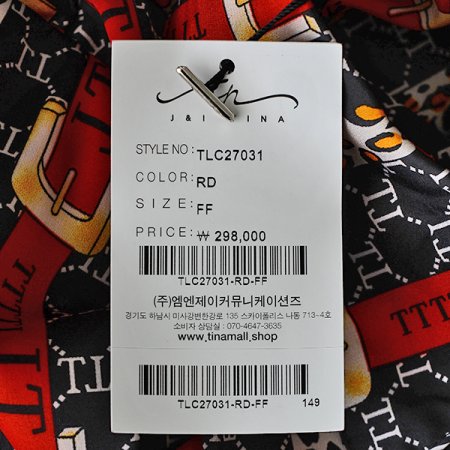 J & I INA
STYLE NO : TLC27031
COLOR : RD
SIZE : FF
PRICE : ₩ 298,000
TLC27031-RD-FF
(주)엠엔제이커뮤니케이션즈
경기도 하남시 미사강변한강로 135 스카이폴리스 나동 713-4호
소비자 상담실 : 070-4647-3635
www.tinamall.shop
TLC27031-RD-FF
149